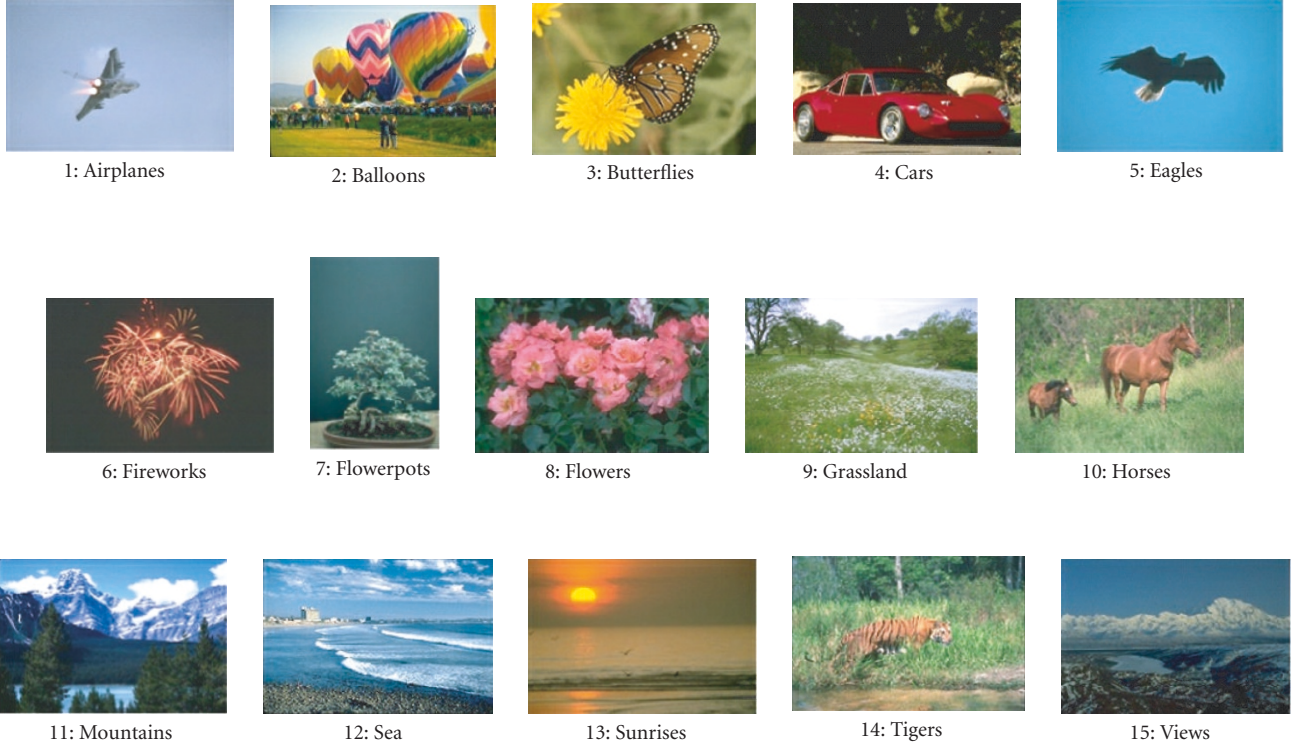 1: Airplanes
2: Balloons
3: Butterflies
4: Cars
5: Eagles
6: Fireworks
7: Flowerpots
8: Flowers
9: Grassland
10: Horses
11: Mountains
12: Sea
13: Sunrises
14: Tigers
15: Views